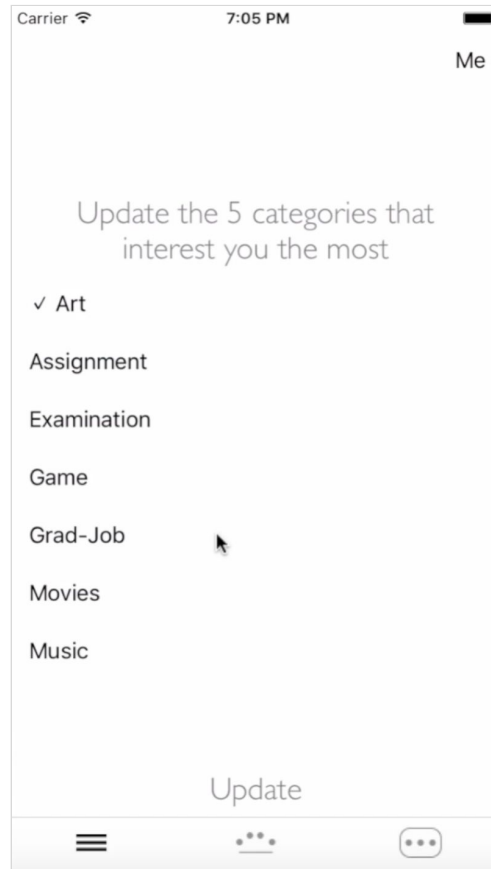 Carrier 7:05 PM
Me
Update the 5 categories that
interest you the most
✓ Art
Assignment
Examination
Game
Grad-Job
Movies
Music
Update